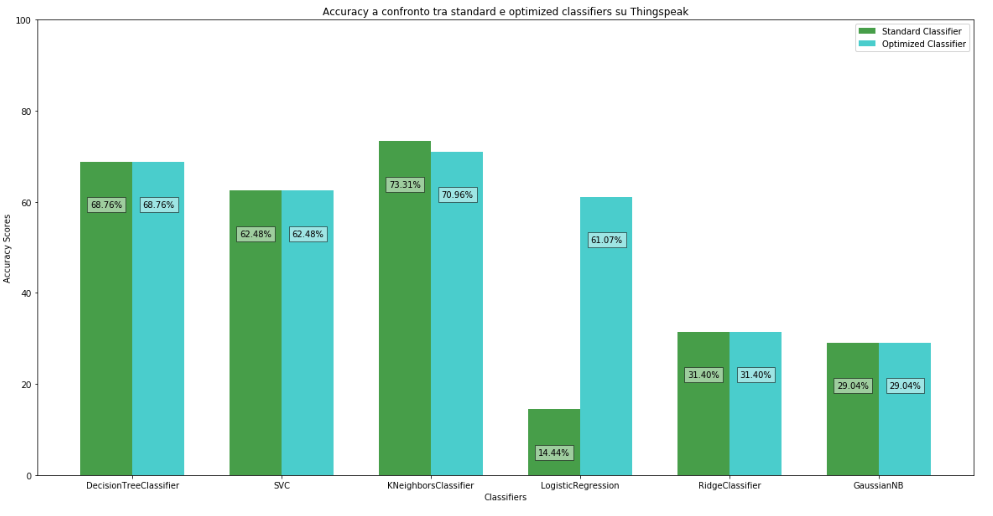 Accuracy a confronto tra standard e optimized classifiers su Thingspeak
Standard Classifier
Optimized Classifier
Accuracy Scores
100
80
60
40
20
0
68.76%
68.76%
62.48%
62.48%
73.31%
70.96%
14.44%
61.07%
31.40%
31.40%
29.04%
29.04%
DecisionTreeClassifier
SVC
KNeighborsClassifier
LogisticRegression
RidgeClassifier
GaussianNB
Classifiers